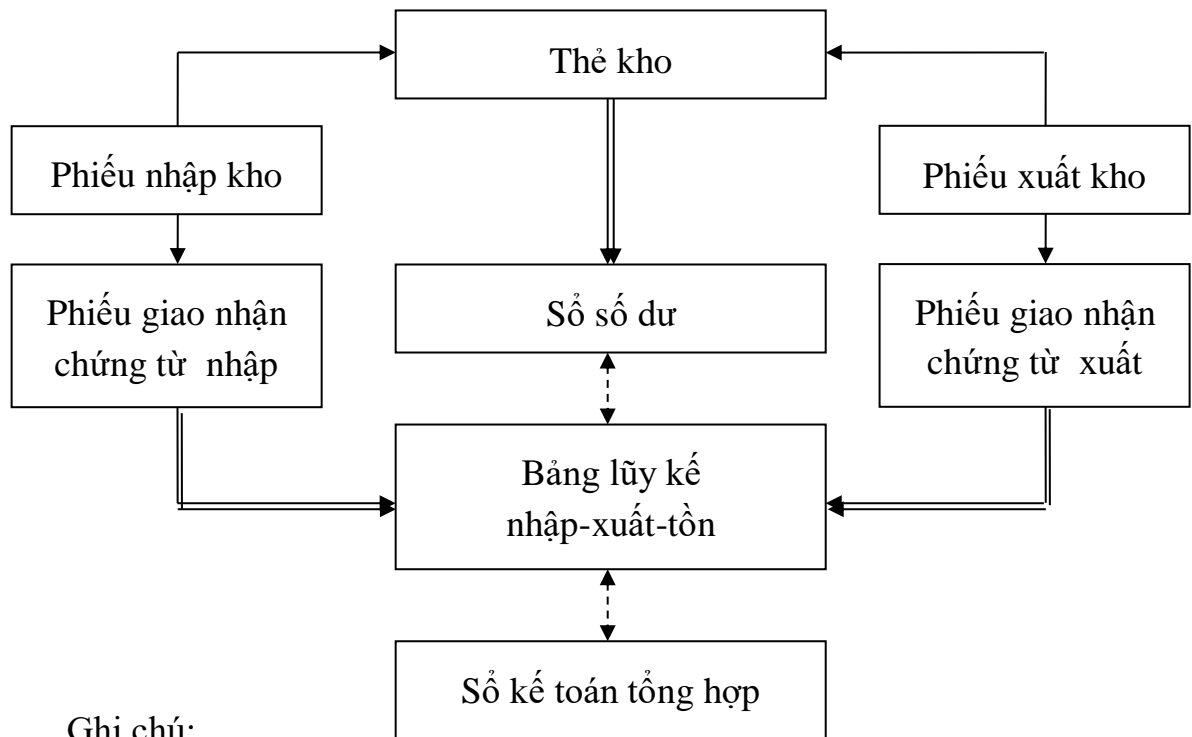 Thẻ kho
Phiếu nhập kho
Phiếu xuất kho
Phiếu giao nhận
chứng từ  nhập
Sổ số dư
Phiếu giao nhận
chứng từ  xuất
Bảng lũy kế
nhập-xuất-tồn
Sổ kế toán tổng hợp
Ghi chú: